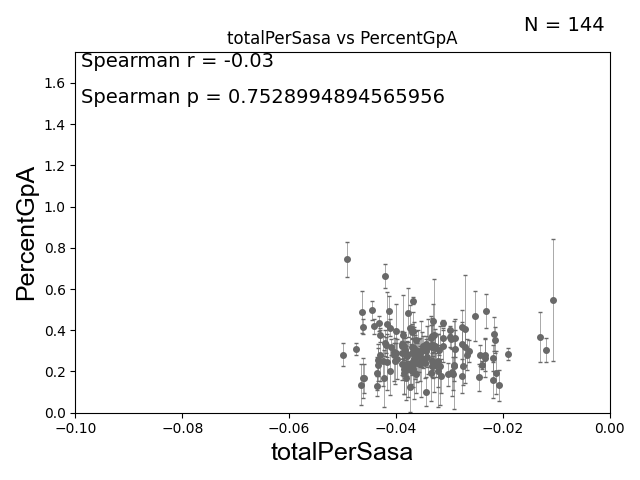 N = 144
totalPerSasa vs PercentGpA
Spearman r = -0.03
Spearman p = 0.7528994894565956
PercentGpA
1.6
1.4
1.2
1.0
0.8
0.6
0.4
0.2
0.0
−0.10 −0.08 −0.06 −0.04 −0.02 0.00
totalPerSasa